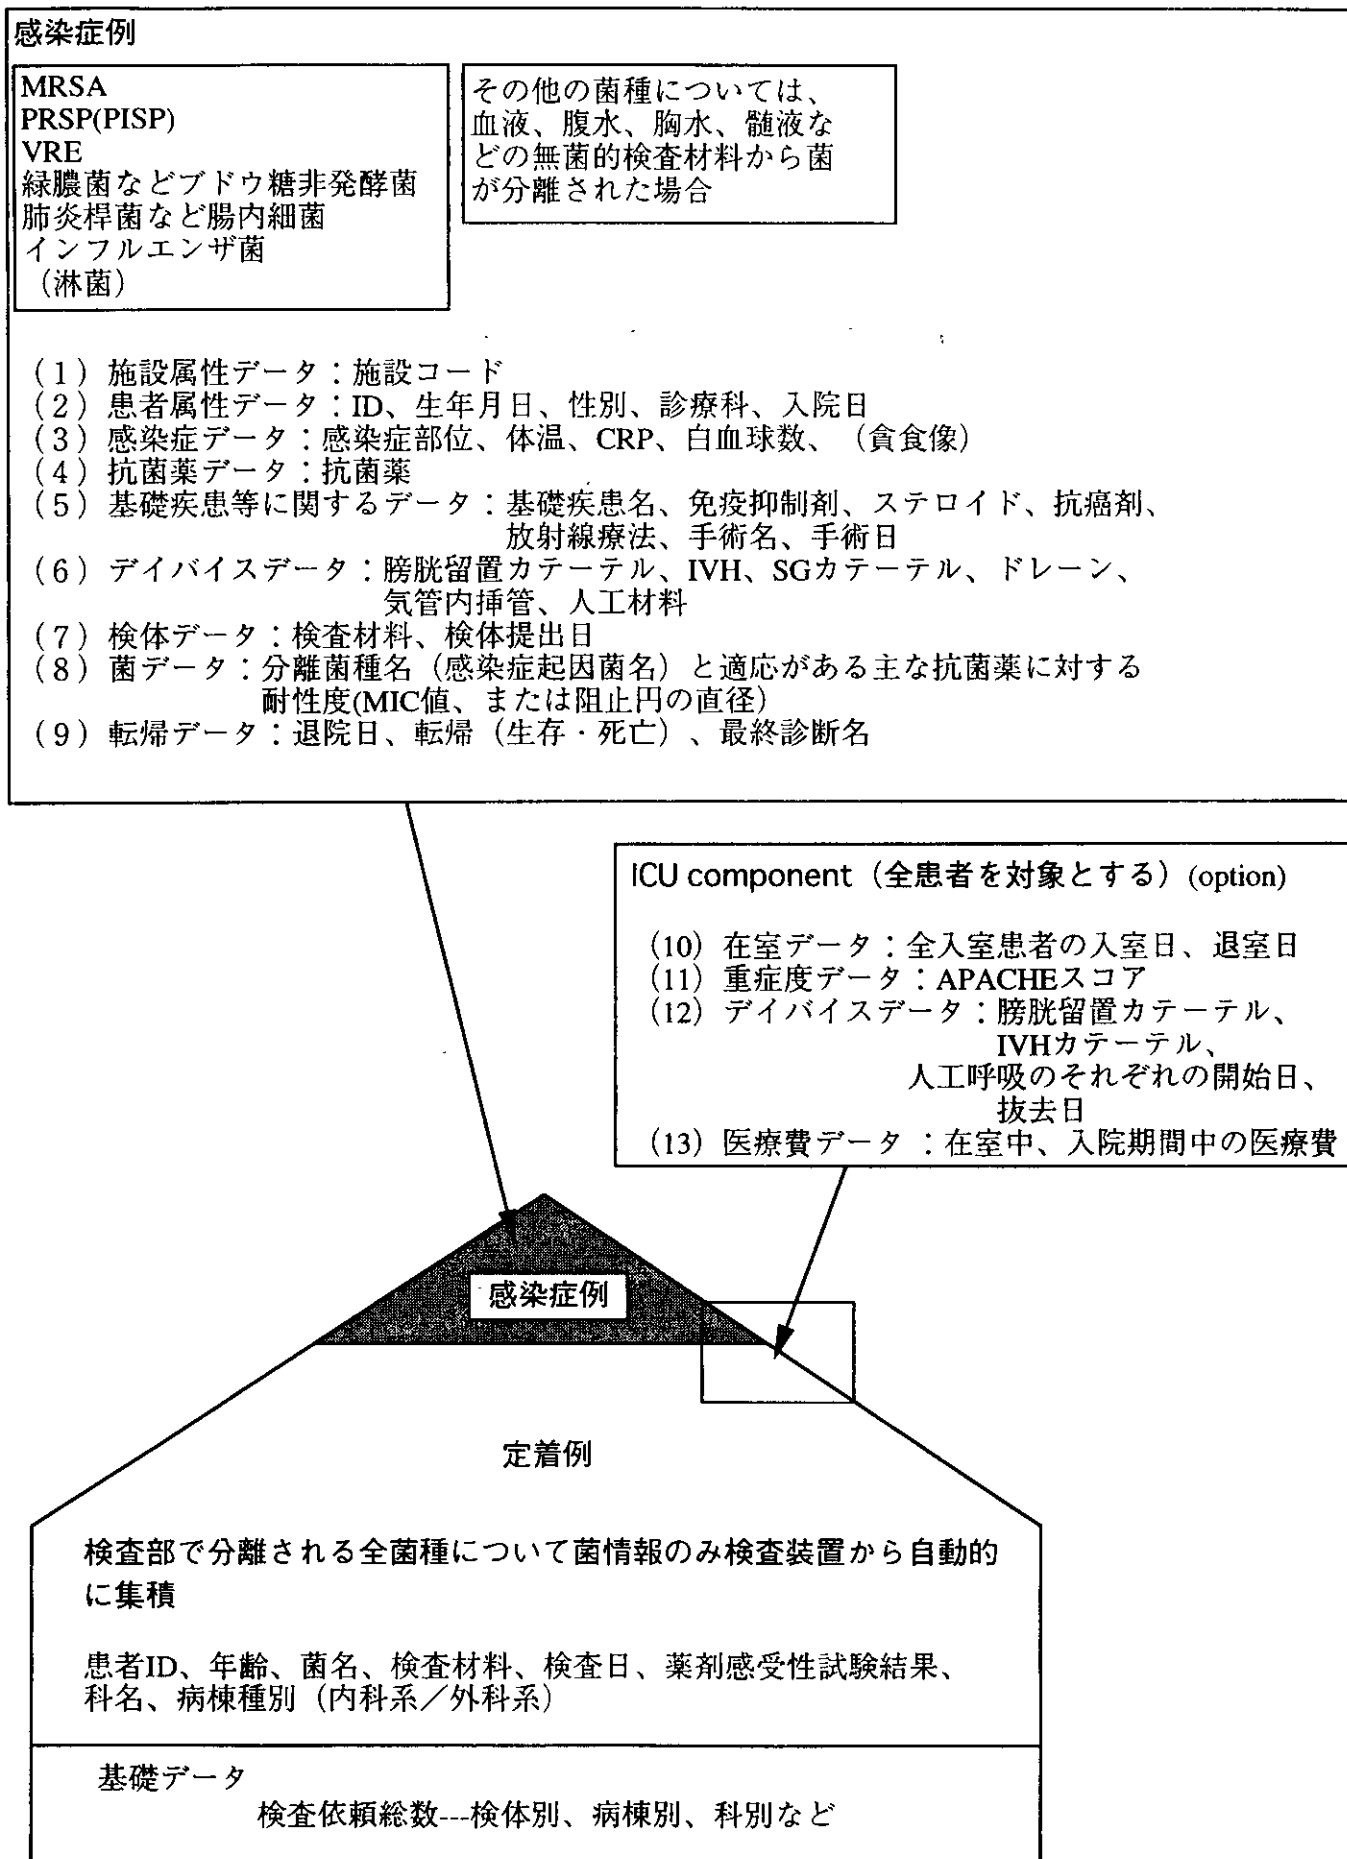 感染症例
MRSA
PRSP(PISP)
VRE
緑膿菌などブドウ糖非発酵菌
肺炎桿菌など腸内細菌
インフルエンザ菌
（淋菌）
その他の菌種については、
血液、腹水、胸水、髄液な
どの無菌的検査材料から菌
が分離された場合
（1）施設属性データ：施設コード
（2）患者属性データ：ID、生年月日、性別、診療科、入院日
（3）感染症データ：感染症部位、体温、CRP、白血球数、（貪食像）
（4）抗菌薬データ：抗菌薬
（5）基礎疾患等に関するデータ：基礎疾患名、免疫抑制剤、ステロイド、抗癌剤、
放射線療法、手術名、手術日
（6）デイバイスデータ：膀胱留置カテーテル、IVH、SGカテーテル、ドレーン、
気管内挿管、人工材料
（7）検体データ：検査材料、検体提出日
（8）菌データ：分離菌種名（感染症起因菌名）と適応がある主な抗菌薬に対する
耐性度(MIC値、または阻止円の直径）
（9）転帰データ：退院日、転帰（生存・死亡）、最終診断名
ICU component（全患者を対象とする）(option)
(10) 在室データ：全入室患者の入室日、退室日
(11) 重症度データ：APACHEスコア
(12) デイバイスデータ：膀胱留置カテーテル、
IVHカテーテル、
人工呼吸のそれぞれの開始日、
抜去日
(13) 医療費データ：在室中、入院期間中の医療費
感染症例
定着例
検査部で分離される全菌種について菌情報のみ検査装置から自動的
に集積
患者ID、年齢、菌名、検査材料、検査日、薬剤感受性試験結果、
科名、病棟種別（内科系／外科系）
基礎データ
検査依頼総数---検体別、病棟別、科別など